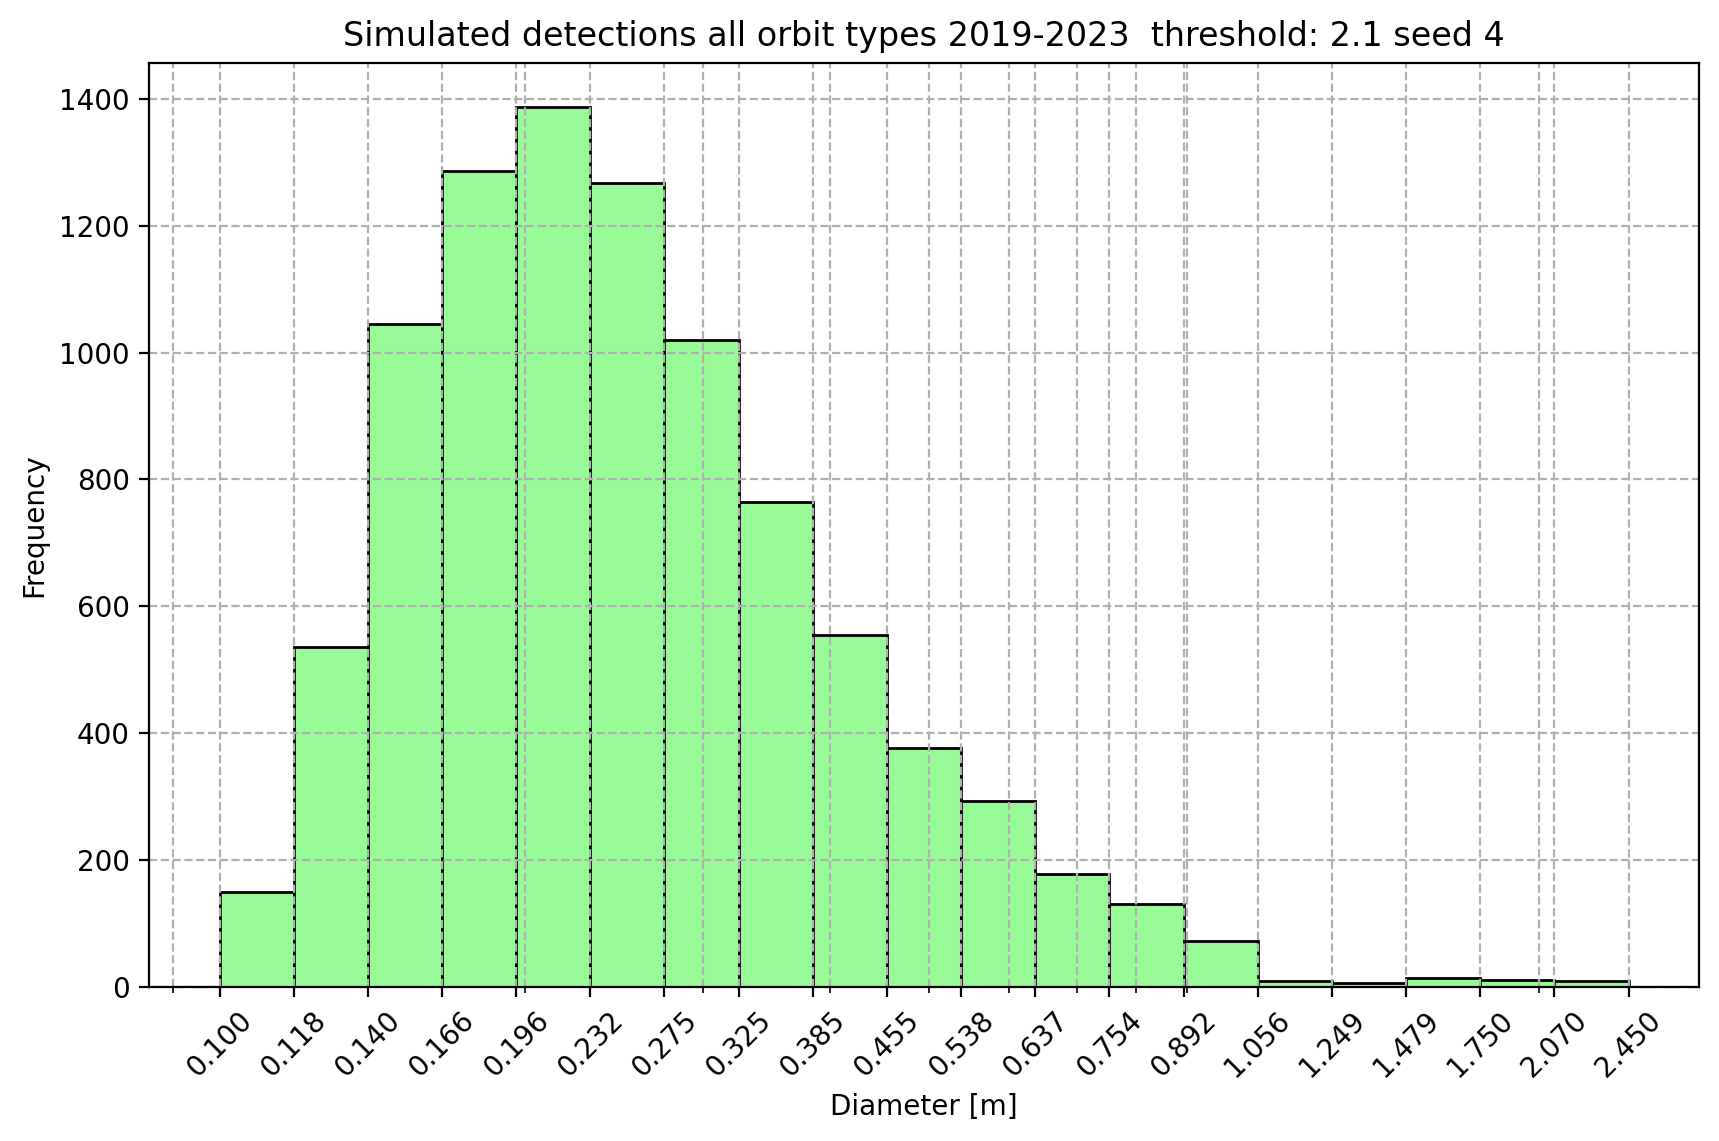 Simulated detections all orbit types 2019-2023  threshold: 2.1 seed 4
1400
1200
1000
800
600
400
200
0
Frequency
0.100 0.118 0.140 0.166 0.196 0.232 0.275 0.325 0.385 0.455 0.538 0.637 0.754 0.892 1.056 1.249 1.479 1.750 2.070 2.450
Diameter [m]